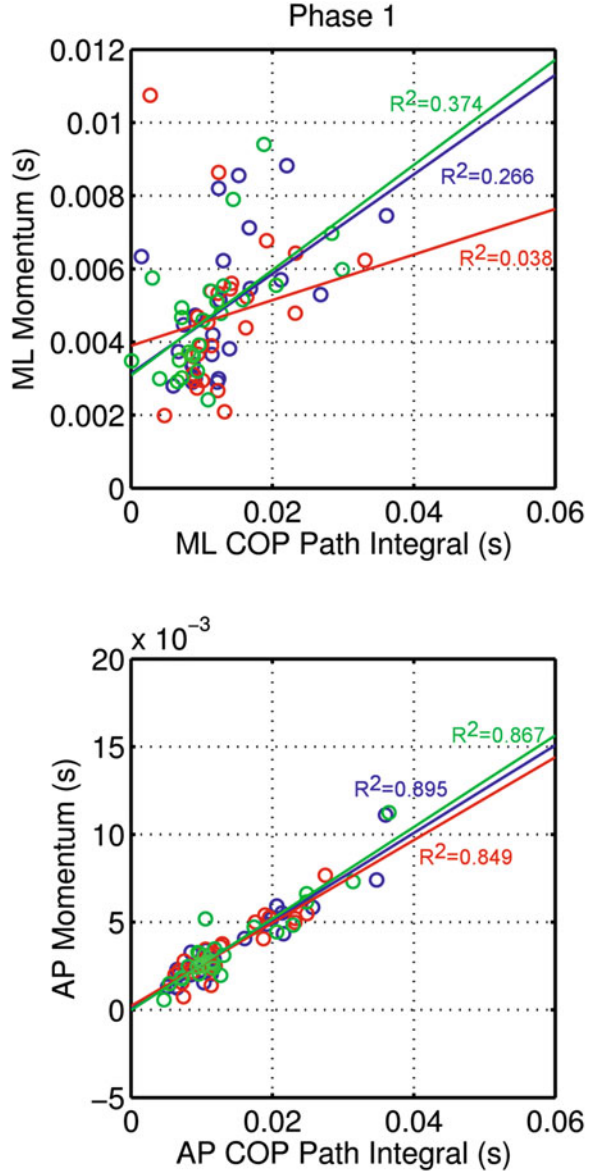 Phase 1
0.012
0.01
0.008
0.006
0.004
0.002
0
R²=0.374
R²=0.266
R²=0.038
ML Momentum (s)
0 0.02 0.04 0.06
ML COP Path Integral (s)
x 10⁻³
20
15
10
5
0
−5
R²=0.867
R²=0.895
R²=0.849
AP Momentum (s)
0 0.02 0.04 0.06
AP COP Path Integral (s)